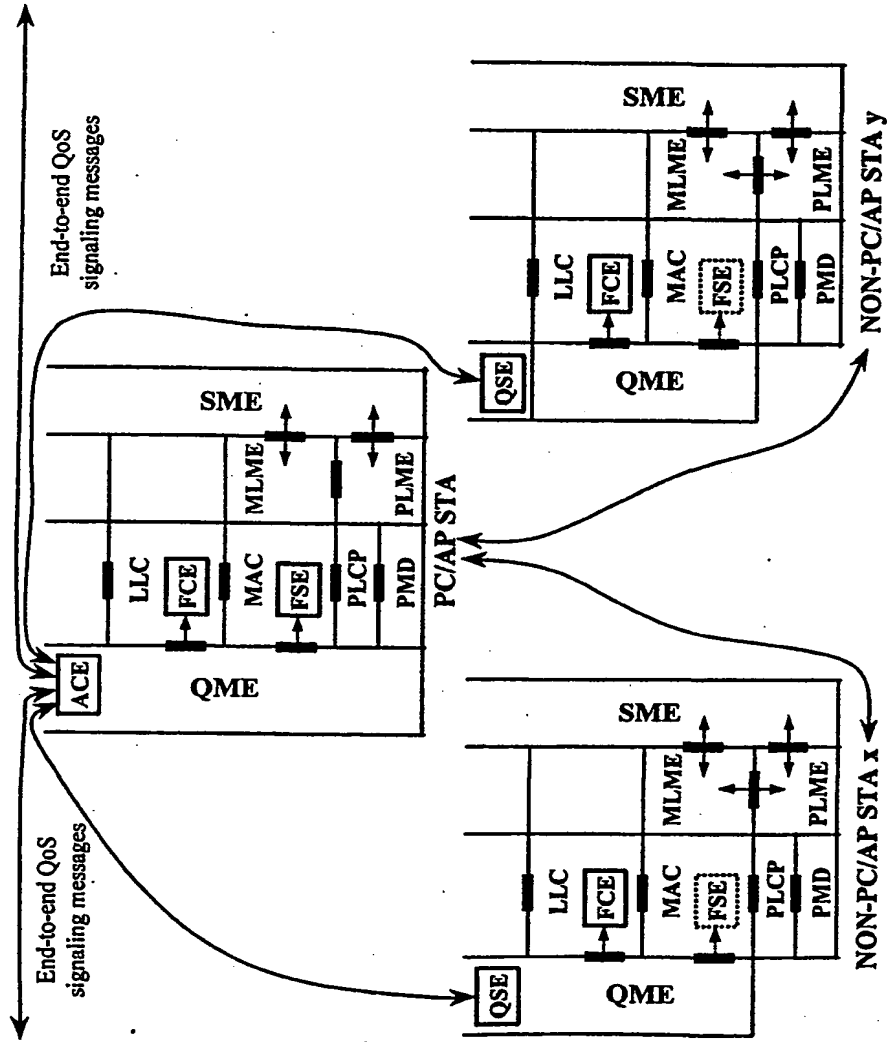 End-to-end QoS
signaling messages
End-to-end QoS
signaling messages
ACE
QME
LLC
FCE
MAC
FSE
PLCP
PMD
MLME
PLME
SME
PC/AP STA
QSE
QME
LLC
FCE
MAC
FSE
PLCP
PMD
MLME
PLME
SME
NON-PC/AP STA x
QSE
QME
LLC
FCE
MAC
FSE
PLCP
PMD
MLME
PLME
SME
NON-PC/AP STA y